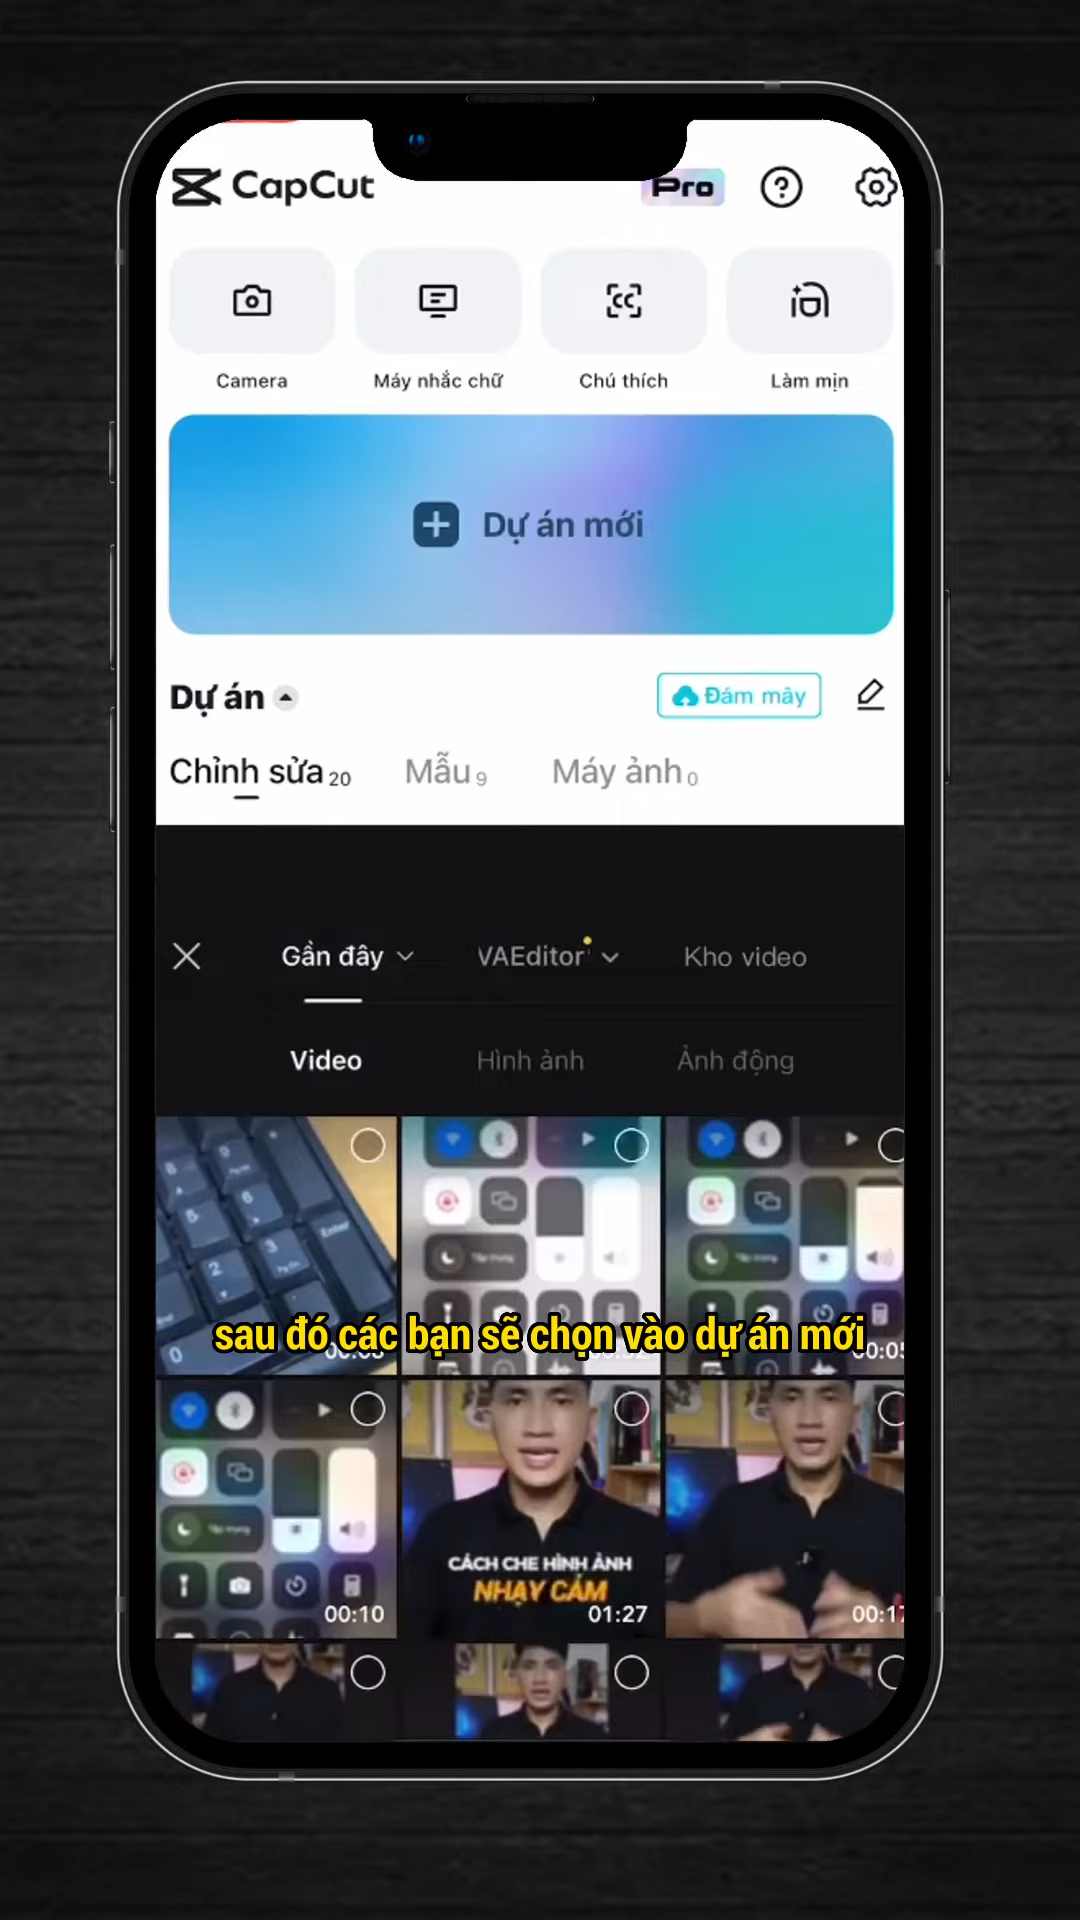 CapCut
Pro
Camera
Máy nhắc chữ
Chú thích
Làm mịn
Dự án mới
Dự án
Đám mây
Chỉnh sửa 20
Mẫu 9
Máy ảnh 0
Gần đây
VAEditor
Kho video
Video
Hình ảnh
Ảnh động
sau đó các bạn sẽ chọn vào dự án mới
00:10
CÁCH CHE HÌNH ẢNH
NHẠY CẢM
01:27
00:17